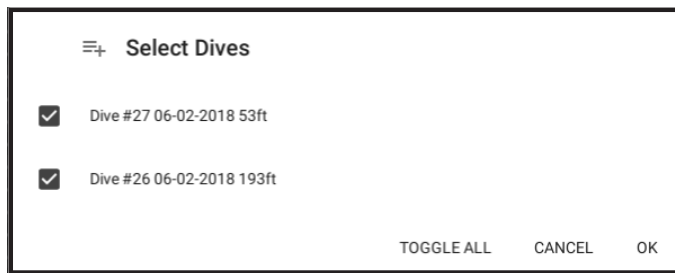 Select Dives
Dive #27 06-02-2018 53ft
Dive #26 06-02-2018 193ft
TOGGLE ALL CANCEL OK